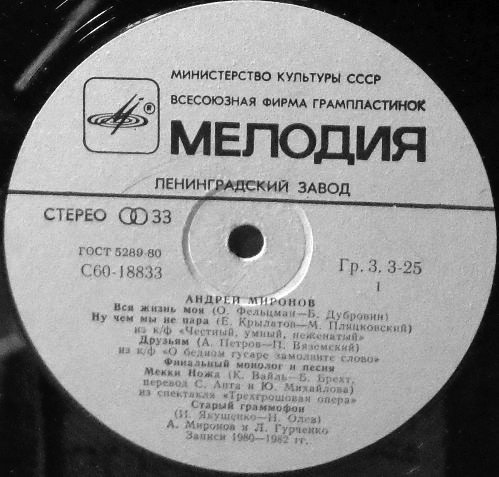 МИНИСТЕРСТВО КУЛЬТУРЫ СССР
ВСЕСОЮЗНАЯ ФИРМА ГРАМПЛАСТИНОК
®
МЕЛОДИЯ
ЛЕНИНГРАДСКИЙ ЗАВОД
СТЕРЕО 33
ГОСТ 5289-80
С60-18833
Гр. 3. 3-25
1
АНДРЕЙ МИРОНОВ
Вся жизнь моя (О. Фельцман—Б. Дубровин)
Ну чем мы не пара (Е. Крылатов—М. Пляцковский)
из к/ф «Честный, умный, неженатый»
Друзьям (А. Петров—П. Вяземский)
из к/ф «О бедном гусаре замолвите слово»
Финальный монолог и песня
Мекки Ножа (К. Вайль—Б. Брехт,
перевод С. Апта и Ю. Михайлова)
из спектакля «Трехгрошовая опера»
Старый граммофон
(И. Якушенко—И. Олев)
А. Миронов и Л. Гурченко
Записи 1980—1982 гг.